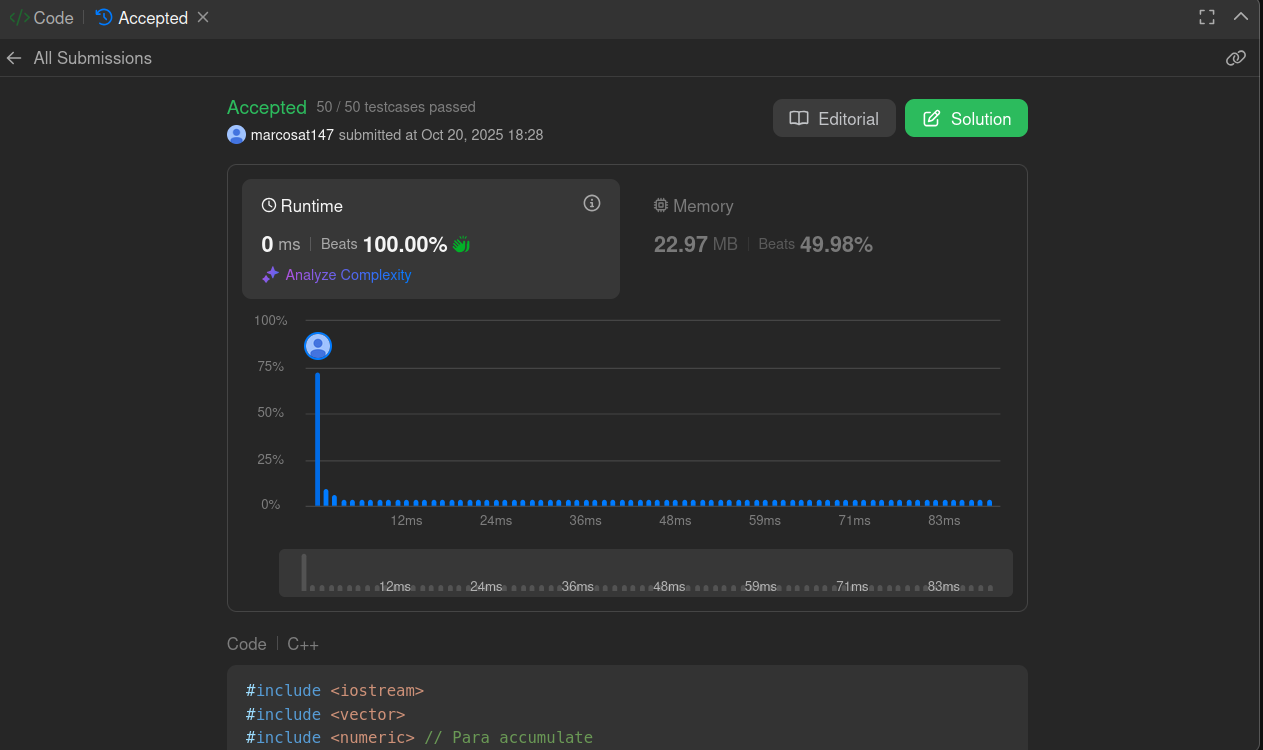 </> Code | Accepted
All Submissions
Accepted 50 / 50 testcases passed
marcosat147 submitted at Oct 20, 2025 18:28
Editorial
Solution
Runtime
0 ms | Beats 100.00%
Analyze Complexity
Memory
22.97 MB | Beats 49.98%
100%
75%
50%
25%
0%
12ms 24ms 36ms 48ms 59ms 71ms 83ms
12ms 24ms 36ms 48ms 59ms 71ms 83ms
Code | C++
#include <iostream>
#include <vector>
#include <numeric> // Para accumulate